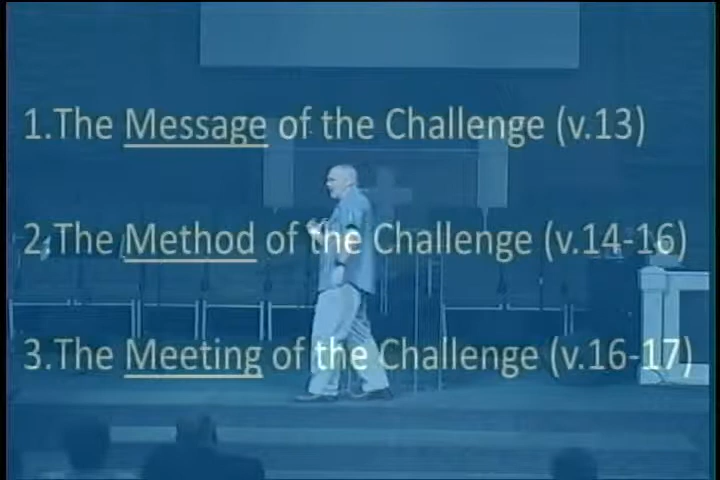 1.The Message of the Challenge (v.13)
2.The Method of the Challenge (v.14-16)
3.The Meeting of the Challenge (v.16-17)